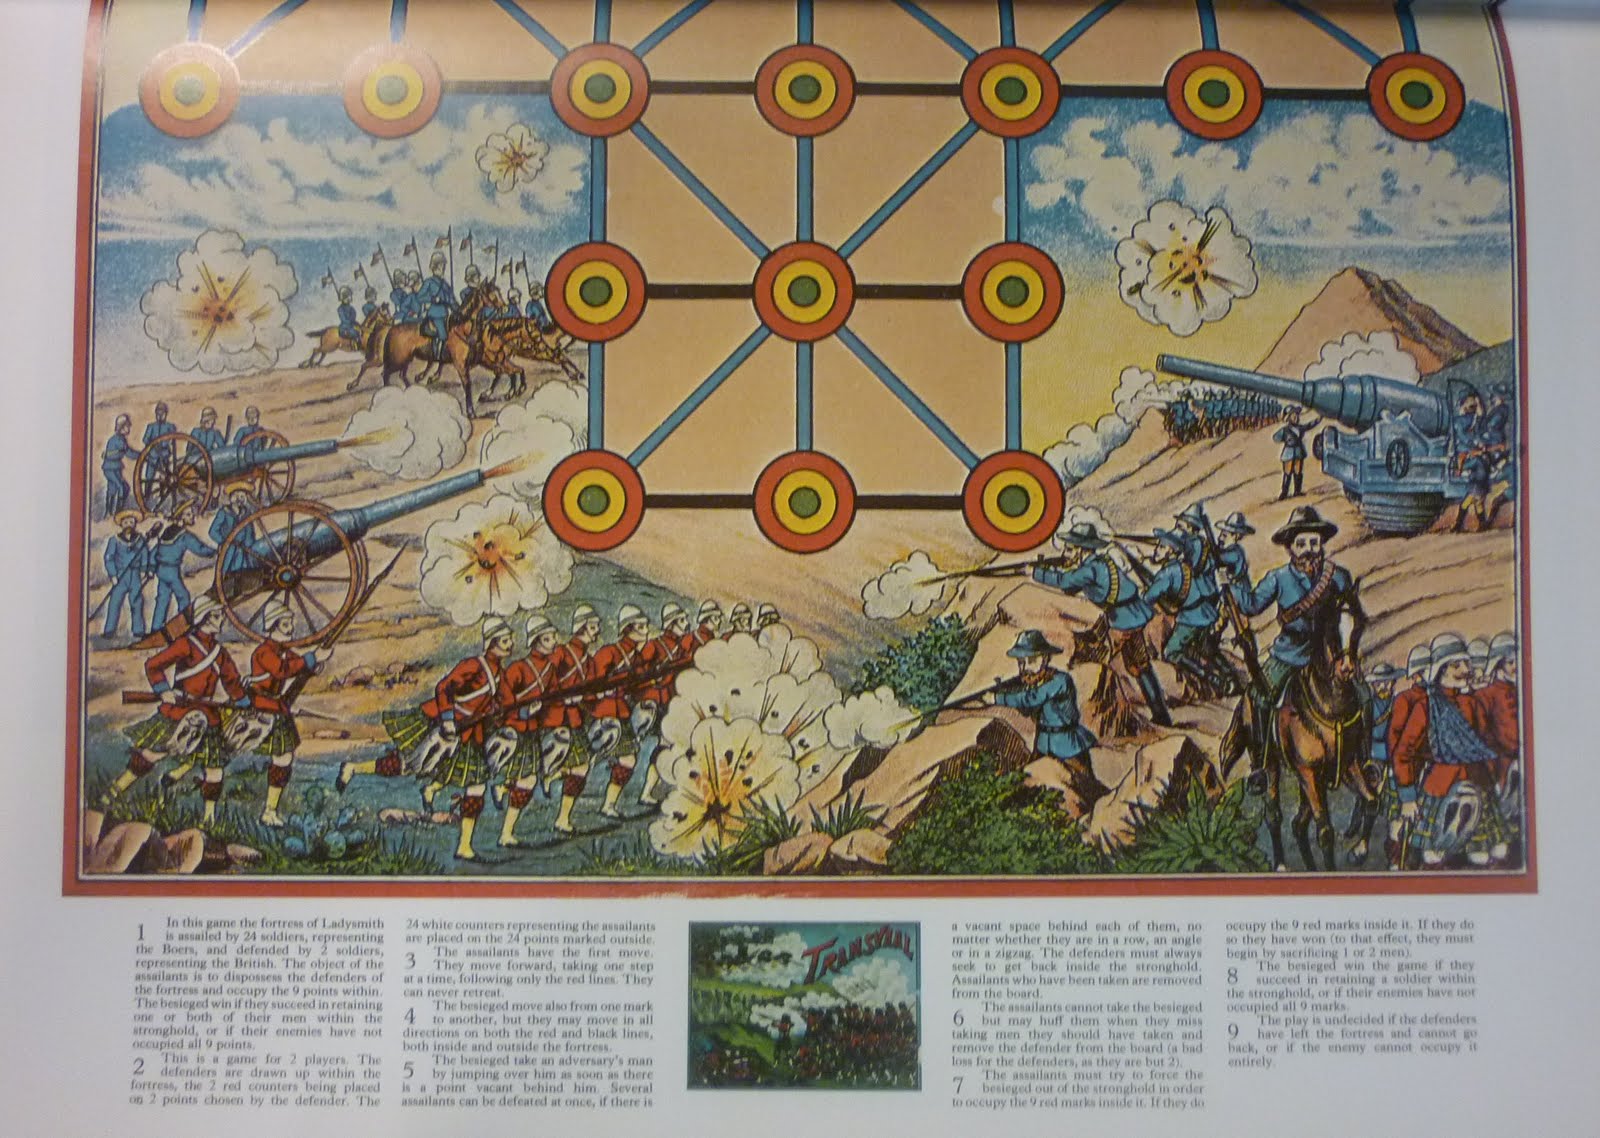 1 In this game the fortress of Ladysmith
is assailed by 24 soldiers, representing
the Boers, and defended by 2 soldiers,
representing the British. The object of the
assailants is to dispossess the defenders of
the fortress and occupy the 9 points within.
The besieged win if they succeed in retaining
one or both of their men within the
stronghold, or if their enemies have not
occupied all 9 points.
2 This is a game for 2 players. The
defenders are drawn up within the
fortress, the 2 red counters being placed
on 2 points chosen by the defender. The
24 white counters representing the assailants
are placed on the 24 points marked outside.
3 The assailants have the first move.
They move forward, taking one step
at a time, following only the red lines. They
can never retreat.
4 The besieged move also from one mark
to another, but they may move in all
directions on both the red and black lines,
both inside and outside the fortress.
5 The besieged take an adversary's man
by jumping over him as soon as there
is a point vacant behind him. Several
assailants can be defeated at once, if there is
TRANSVAAL
a vacant space behind each of them, no
matter whether they are in a row, an angle
or in a zigzag. The defenders must always
seek to get back inside the stronghold.
Assailants who have been taken are removed
from the board.
6 The assailants cannot take the besieged
but may huff them when they miss
taking men they should have taken and
remove the defender from the board (a bad
loss for the defenders, as they are but 2).
7 The assailants must try to force the
besieged out of the stronghold in order
to occupy the 9 red marks inside it. If they do
occupy the 9 red marks inside it. If they do
so they have won (to that effect, they must
begin by sacrificing 1 or 2 men).
8 The besieged win the game if they
succeed in retaining a soldier within
the stronghold, or if their enemies have not
occupied all 9 marks.
9 The play is undecided if the defenders
have left the fortress and cannot go
back, or if the enemy cannot occupy it
entirely.